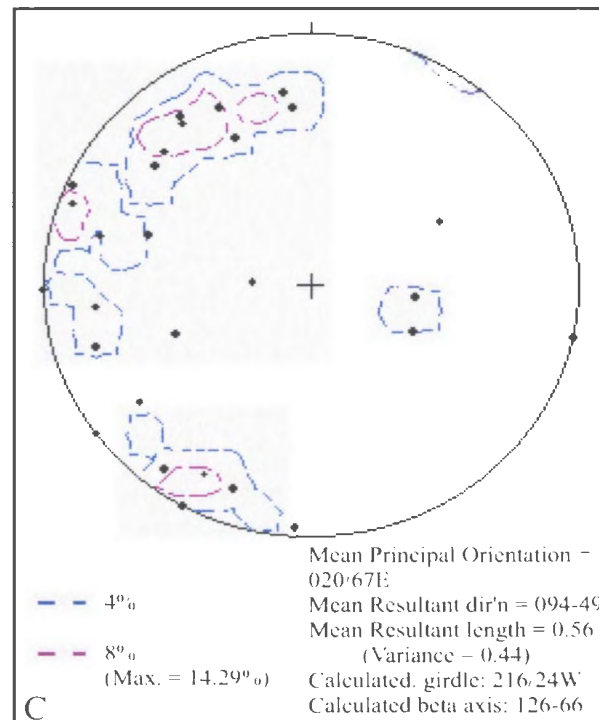 Mean Principal Orientation =
020/67E
Mean Resultant dir'n = 094-49
Mean Resultant length = 0.56
(Variance = 0.44)
Calculated. girdle: 216/24W
Calculated beta axis: 126-66
4%
8%
(Max. = 14.29%)
C